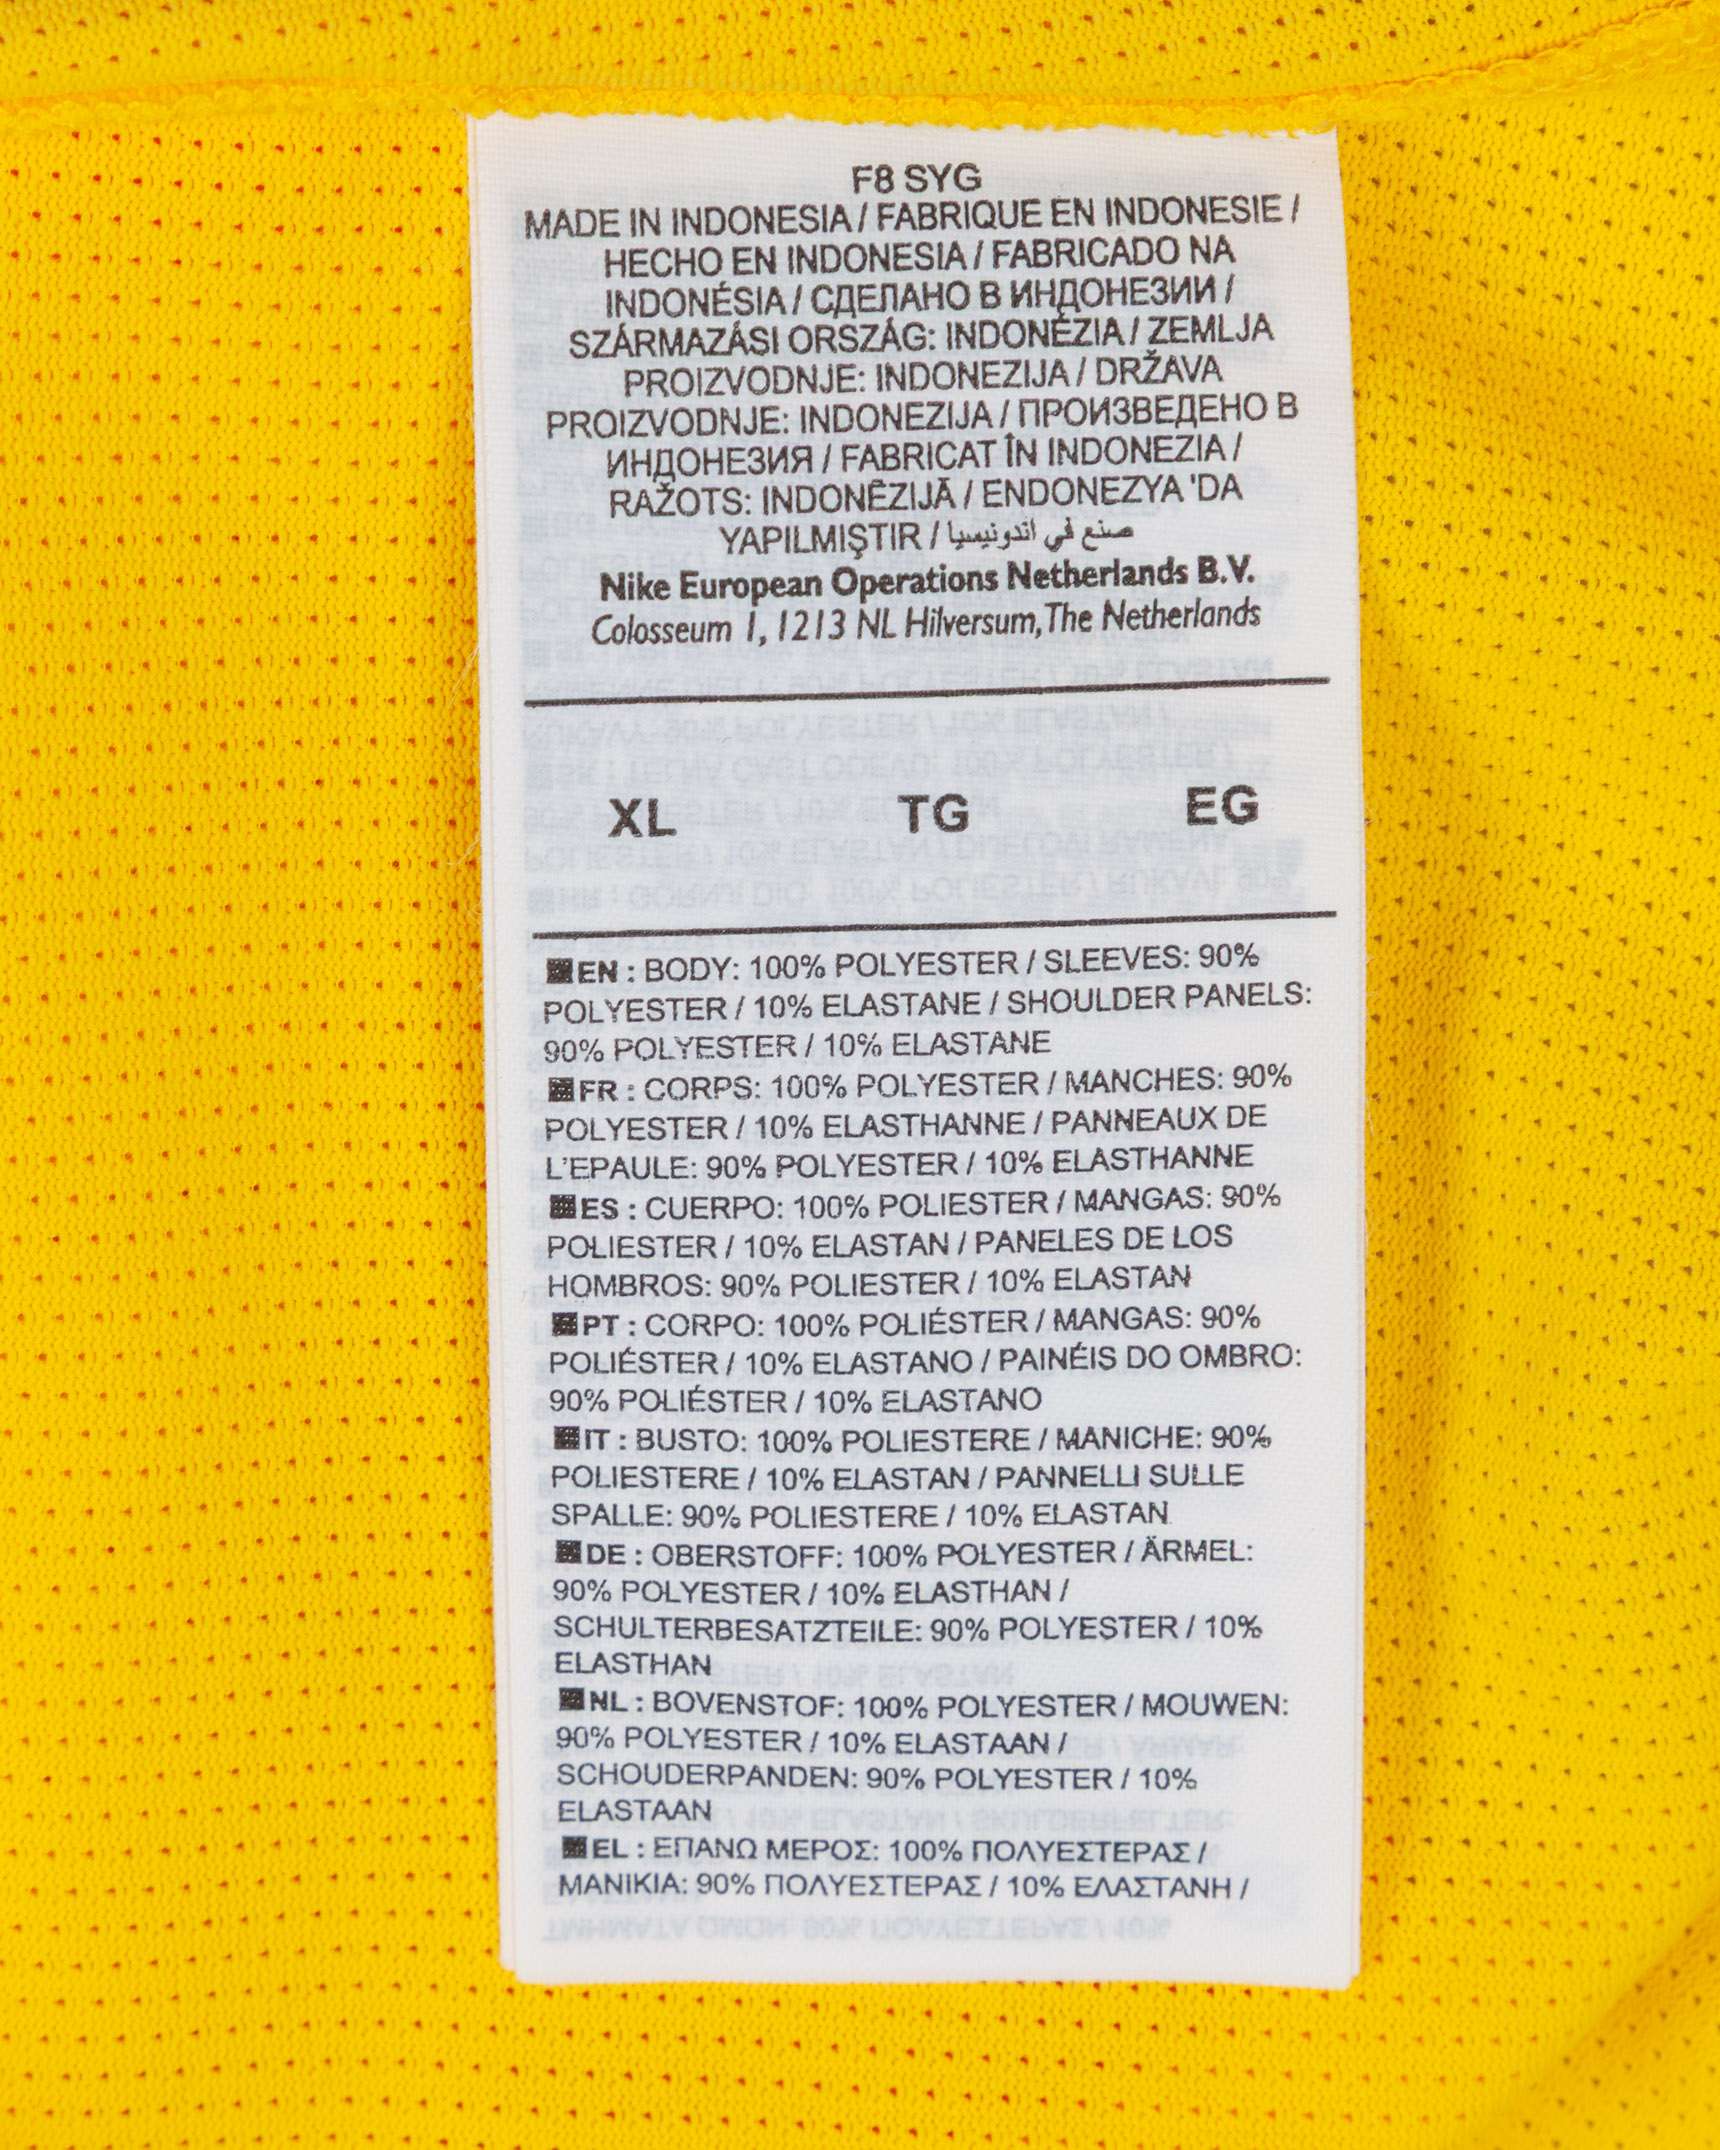 F8 SYG
MADE IN INDONESIA / FABRIQUE EN INDONESIE /
HECHO EN INDONESIA / FABRICADO NA
INDONÉSIA / СДЕЛАНО В ИНДОНЕЗИИ /
SZÁRMAZÁSI ORSZÁG: INDONÉZIA / ZEMLJA
PROIZVODNJE: INDONEZIJA / DRŽAVA
PROIZVODNJE: INDONEZIJA / ПРОИЗВЕДЕНО В
ИНДОНЕЗИЯ / FABRICAT ÎN INDONEZIA /
RAŽOTS: INDONĒZIJĀ / ENDONEZYA 'DA
YAPILMIŞTIR / صنع في اندونيسيا
Nike European Operations Netherlands B.V.
Colosseum 1, 1213 NL Hilversum, The Netherlands
XL TG EG
EN : BODY: 100% POLYESTER / SLEEVES: 90%
POLYESTER / 10% ELASTANE / SHOULDER PANELS:
90% POLYESTER / 10% ELASTANE
FR : CORPS: 100% POLYESTER / MANCHES: 90%
POLYESTER / 10% ELASTHANNE / PANNEAUX DE
L'EPAULE: 90% POLYESTER / 10% ELASTHANNE
ES : CUERPO: 100% POLIESTER / MANGAS: 90%
POLIESTER / 10% ELASTAN / PANELES DE LOS
HOMBROS: 90% POLIESTER / 10% ELASTAN
PT : CORPO: 100% POLIÉSTER / MANGAS: 90%
POLIÉSTER / 10% ELASTANO / PAINÉIS DO OMBRO:
90% POLIÉSTER / 10% ELASTANO
IT : BUSTO: 100% POLIESTERE / MANICHE: 90%
POLIESTERE / 10% ELASTAN / PANNELLI SULLE
SPALLE: 90% POLIESTERE / 10% ELASTAN
DE : OBERSTOFF: 100% POLYESTER / ÄRMEL:
90% POLYESTER / 10% ELASTHAN /
SCHULTERBESATZTEILE: 90% POLYESTER / 10%
ELASTHAN
NL : BOVENSTOF: 100% POLYESTER / MOUWEN:
90% POLYESTER / 10% ELASTAAN /
SCHOUDERPANDEN: 90% POLYESTER / 10%
ELASTAAN
EL : ΕΠΑΝΩ ΜΕΡΟΣ: 100% ΠΟΛΥΕΣΤΕΡΑΣ /
ΜΑΝΙΚΙΑ: 90% ΠΟΛΥΕΣΤΕΡΑΣ / 10% ΕΛΑΣΤΑΝΗ /